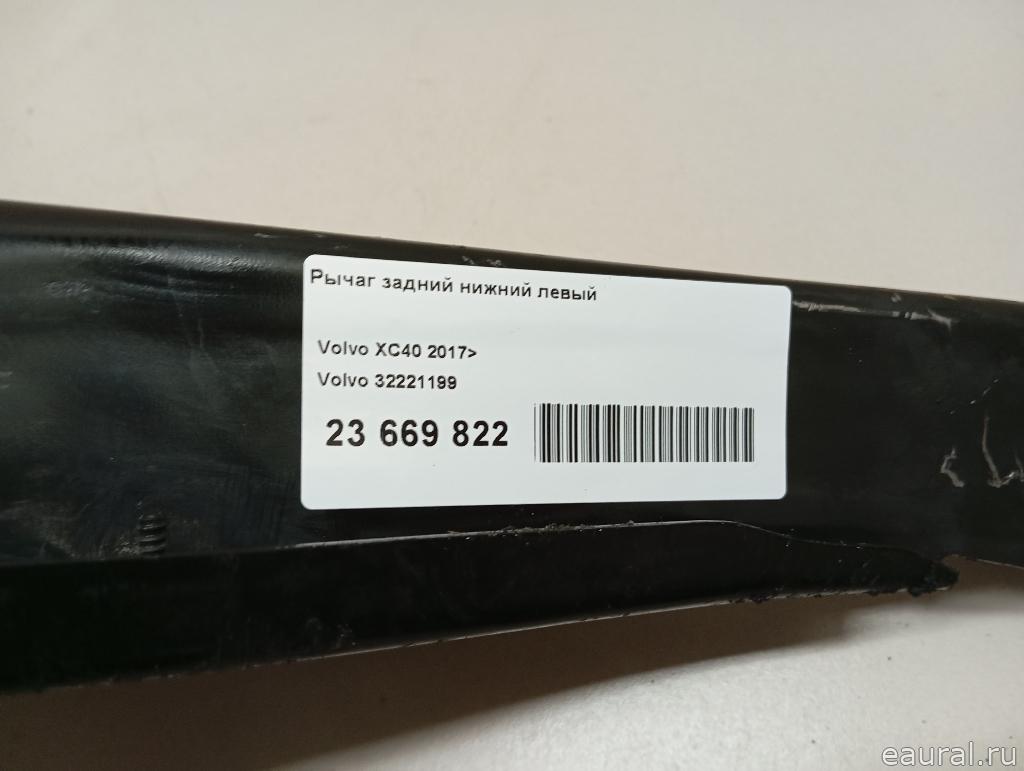 Рычаг задний нижний левый
Volvo XC40 2017>
Volvo 32221199
23 669 822
eaural.ru